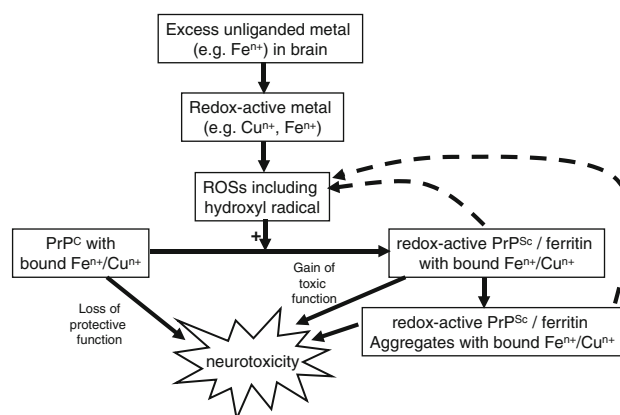 Excess unliganded metal
(e.g. Feⁿ⁺) in brain
Redox-active metal
(e.g. Cuⁿ⁺, Feⁿ⁺)
ROSs including
hydroxyl radical
+
PrPᶜ with
bound Feⁿ⁺/Cuⁿ⁺
redox-active PrPˢᶜ / ferritin
with bound Feⁿ⁺/Cuⁿ⁺
Gain of
toxic
function
Loss of
protective
function
redox-active PrPˢᶜ / ferritin
Aggregates with bound Feⁿ⁺/Cuⁿ⁺
neurotoxicity